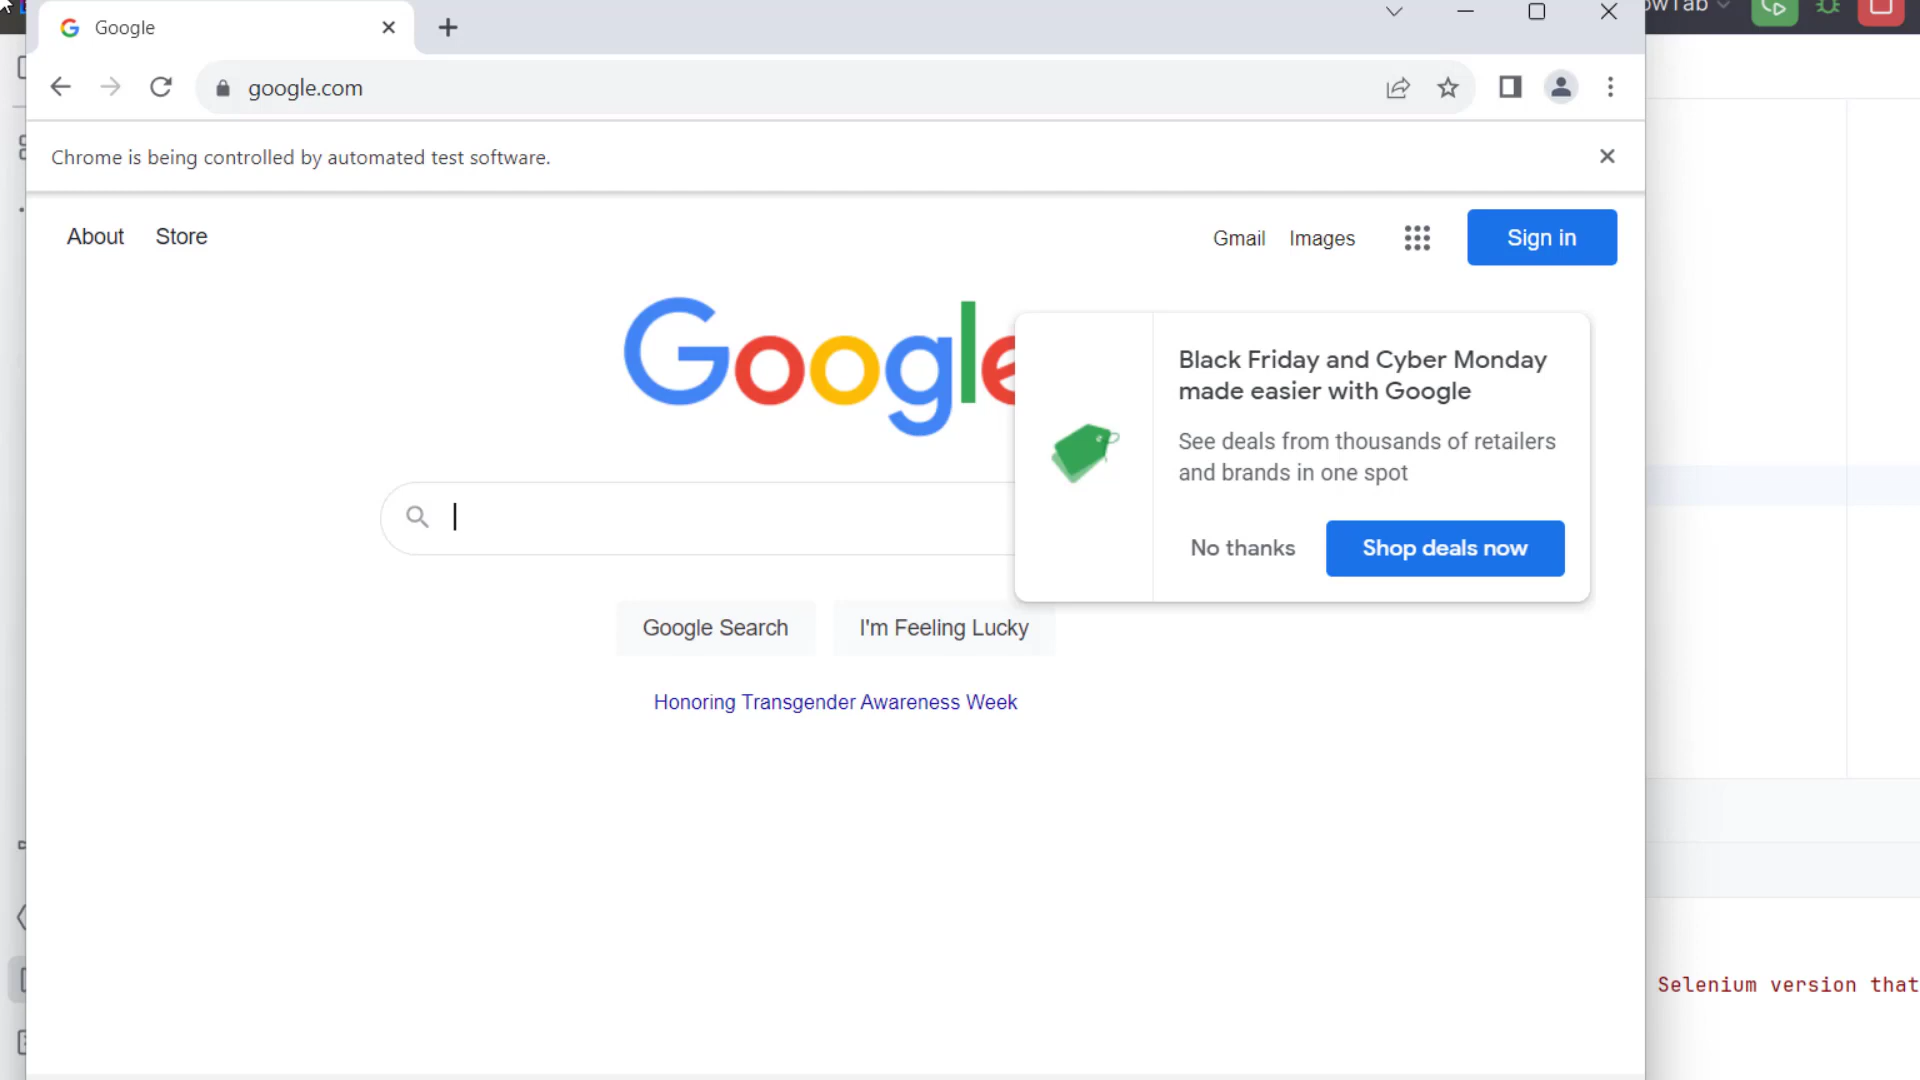 Google
owTab
google.com
Chrome is being controlled by automated test software.
About Store
Gmail Images Sign in
Google
Black Friday and Cyber Monday
made easier with Google
See deals from thousands of retailers
and brands in one spot
No thanks Shop deals now
Google Search I'm Feeling Lucky
Honoring Transgender Awareness Week
Selenium version that